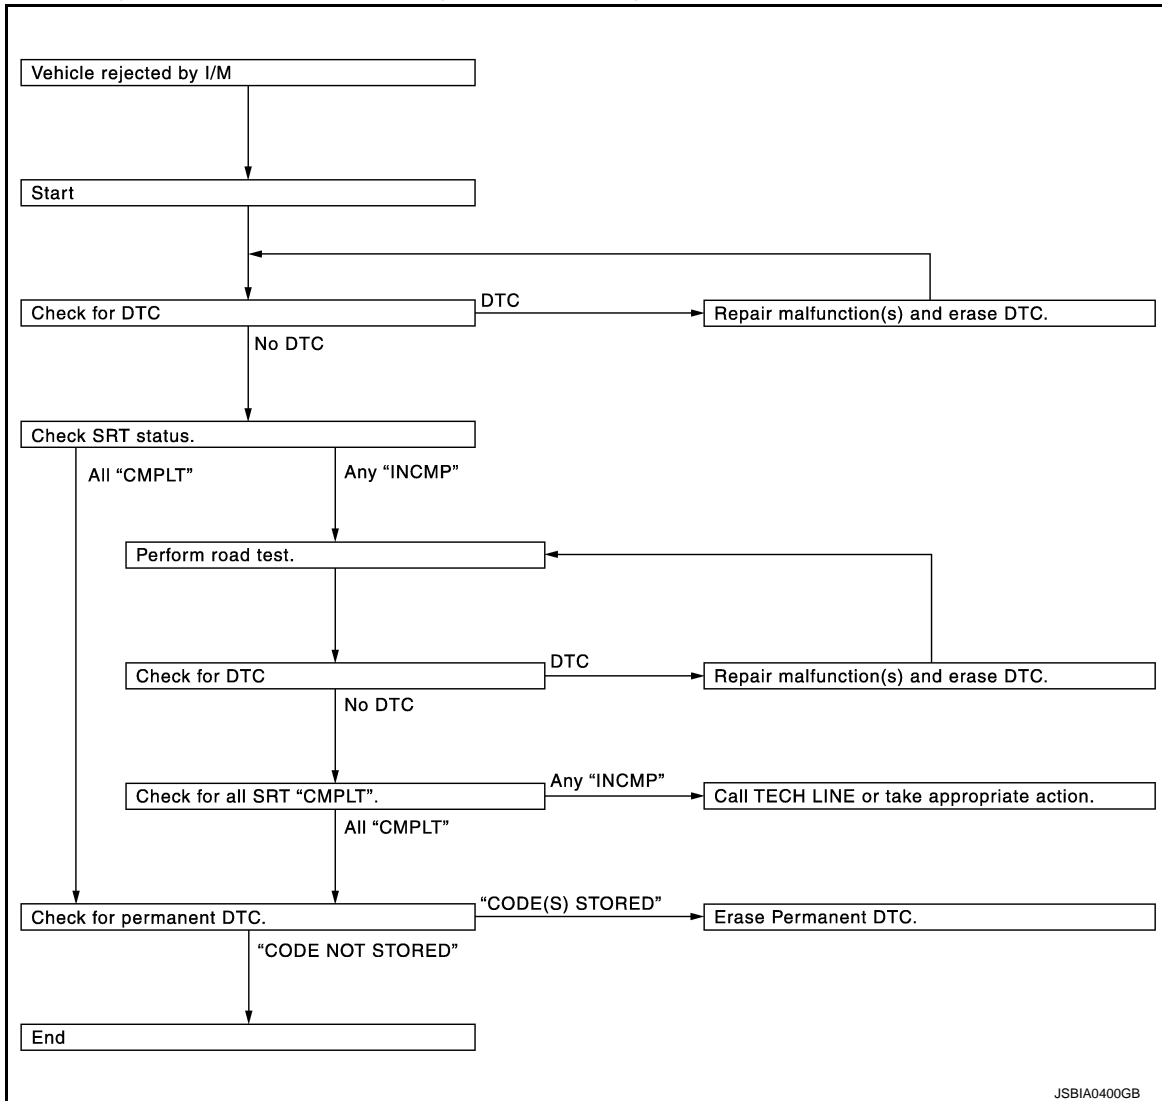 Vehicle rejected by I/M
Start
Check for DTC
DTC
Repair malfunction(s) and erase DTC.
No DTC
Check SRT status.
All “CMPLT”
Any “INCMP”
Perform road test.
Check for DTC
DTC
Repair malfunction(s) and erase DTC.
No DTC
Check for all SRT “CMPLT”.
Any “INCMP”
Call TECH LINE or take appropriate action.
All “CMPLT”
Check for permanent DTC.
“CODE(S) STORED”
Erase Permanent DTC.
“CODE NOT STORED”
End
JSBIA0400GB